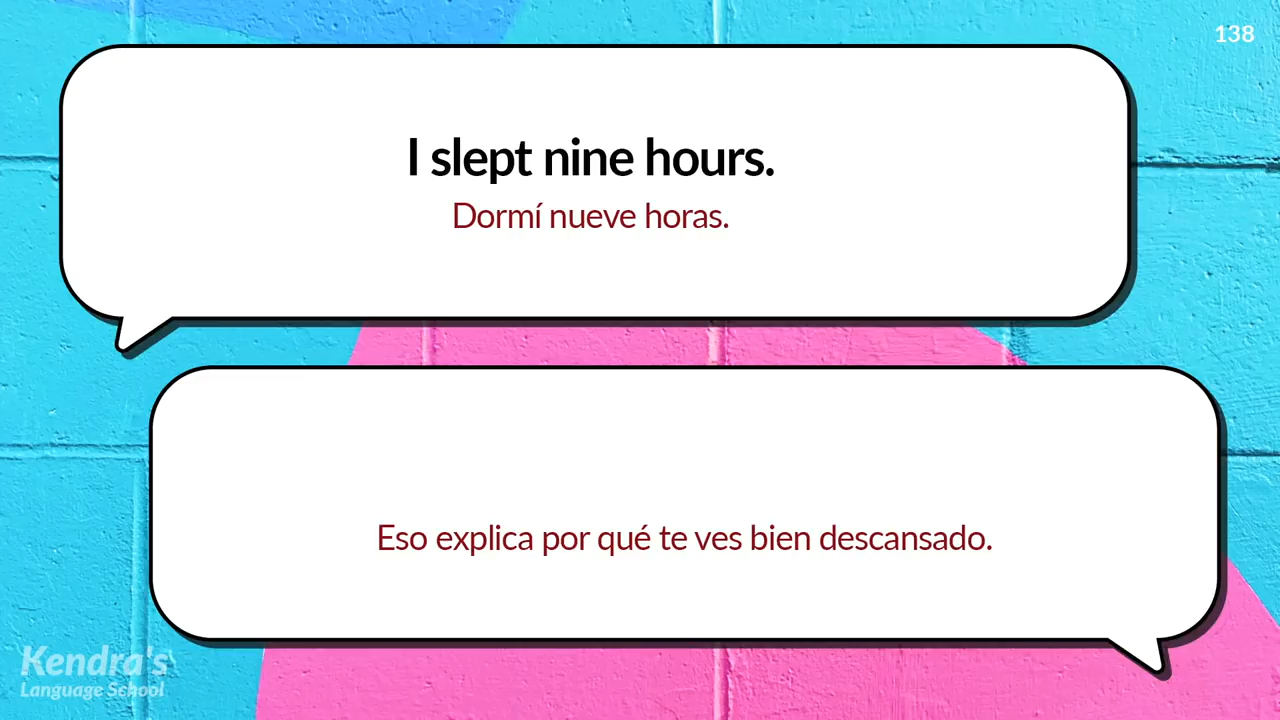 138
I slept nine hours.
Dormí nueve horas.
Eso explica por qué te ves bien descansado.
Kendra's
Language School